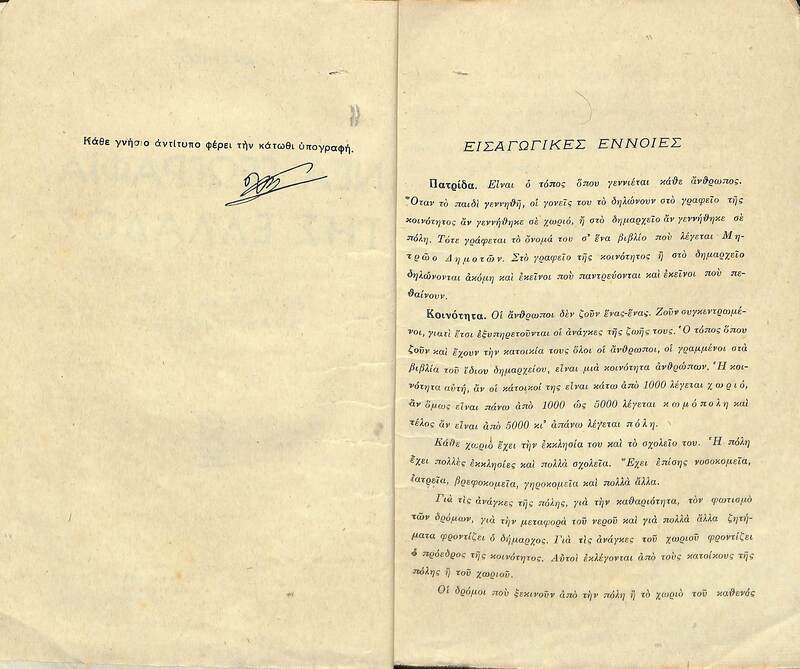 Κάθε γνήσιο ἀντίτυπο φέρει τὴν κάτωθι ὑπογραφή.
ΕΙΣΑΓΩΓΙΚΕΣ ΕΝΝΟΙΕΣ
Πατρίδα. Εἶναι ὁ τόπος ὅπου γεννιέται κάθε ἄνθρωπος.
Ὅταν τὸ παιδὶ γεννηθῆ, οἱ γονεῖς του τὸ δηλώνουν στὸ γραφεῖο τῆς
κοινότητος ἂν γεννήθηκε σὲ χωριό, ἢ στὸ δημαρχεῖο ἂν γεννήθηκε σὲ
πόλη. Τότε γράφεται τὸ ὄνομά του σ' ἕνα βιβλίο ποὺ λέγεται Μη-
τρῶο Δημοτῶν. Στὸ γραφεῖο τῆς κοινότητος ἢ στὸ δημαρχεῖο
δηλώνονται ἀκόμη καὶ ἐκεῖνοι ποὺ παντρεύονται καὶ ἐκεῖνοι ποὺ πε-
θαίνουν.
Κοινότητα. Οἱ ἄνθρωποι δὲν ζοῦν ἕνας-ἕνας. Ζοῦν συγκεντρωμέ-
νοι, γιατὶ ἔτσι ἐξυπηρετοῦνται οἱ ἀνάγκες τῆς ζωῆς τους. Ὁ τόπος ὅπου
ζοῦν καὶ ἔχουν τὴν κατοικία τους ὅλοι οἱ ἄνθρωποι, οἱ γραμμένοι στὰ
βιβλία τοῦ ἴδιου δημαρχείου, εἶναι μιὰ κοινότητα ἀνθρώπων. Ἡ κοι-
νότητα αὐτή, ἂν οἱ κάτοικοί της εἶναι κάτω ἀπὸ 1000 λέγεται χωριό,
ἂν ὅμως εἶναι πάνω ἀπὸ 1000 ὣς 5000 λέγεται κωμόπολη καὶ
τέλος ἂν εἶναι ἀπὸ 5000 κι' ἀπάνω λέγεται πόλη.
Κάθε χωριὸ ἔχει τὴν ἐκκλησία του καὶ τὸ σχολεῖο του. Ἡ πόλη
ἔχει πολλὲς ἐκκλησίες καὶ πολλὰ σχολεῖα. Ἔχει ἐπίσης νοσοκομεῖα,
ἰατρεῖα, βρεφοκομεῖα, γηροκομεῖα καὶ πολλὰ ἄλλα.
Γιὰ τὶς ἀνάγκες τῆς πόλης, γιὰ τὴν καθαριότητα, τὸν φωτισμὸ
τῶν δρόμων, γιὰ τὴν μεταφορὰ τοῦ νεροῦ καὶ γιὰ πολλὰ ἄλλα ζητή-
ματα φροντίζει ὁ δήμαρχος. Γιὰ τὶς ἀνάγκες τοῦ χωριοῦ φροντίζει
ὁ πρόεδρος τῆς κοινότητος. Αὐτοὶ ἐκλέγονται ἀπὸ τοὺς κατοίκους τῆς
πόλης ἢ τοῦ χωριοῦ.
Οἱ δρόμοι ποὺ ξεκινοῦν ἀπὸ τὴν πόλη ἢ τὸ χωριὸ τοῦ καθενός